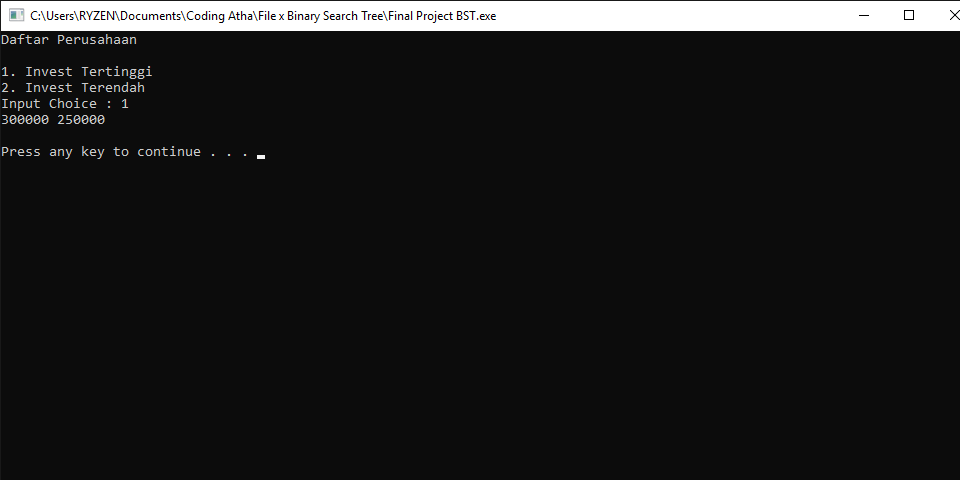 C:\Users\RYZEN\Documents\Coding Atha\File x Binary Search Tree\Final Project BST.exe
Daftar Perusahaan
1. Invest Tertinggi
2. Invest Terendah
Input Choice : 1
300000 250000
Press any key to continue . . .